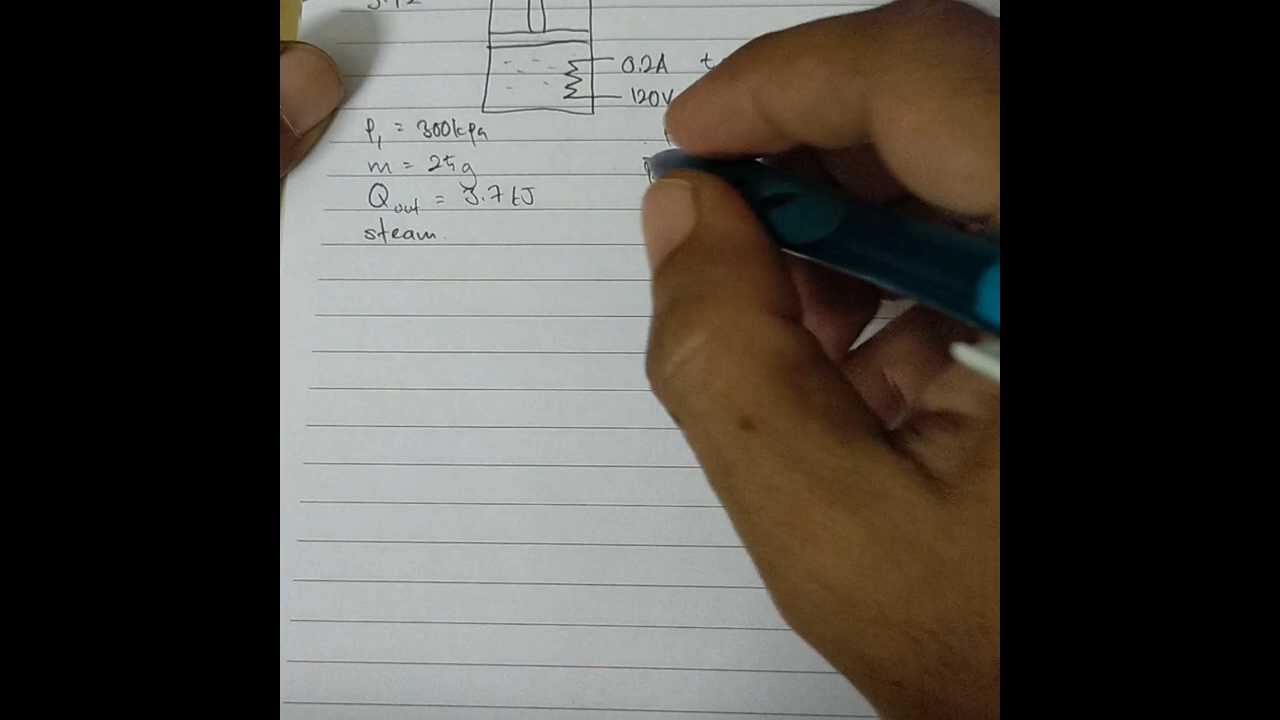 0.2A t
120V
P1 = 300kpa
m = 25g
Qout = 3.7kJ
steam